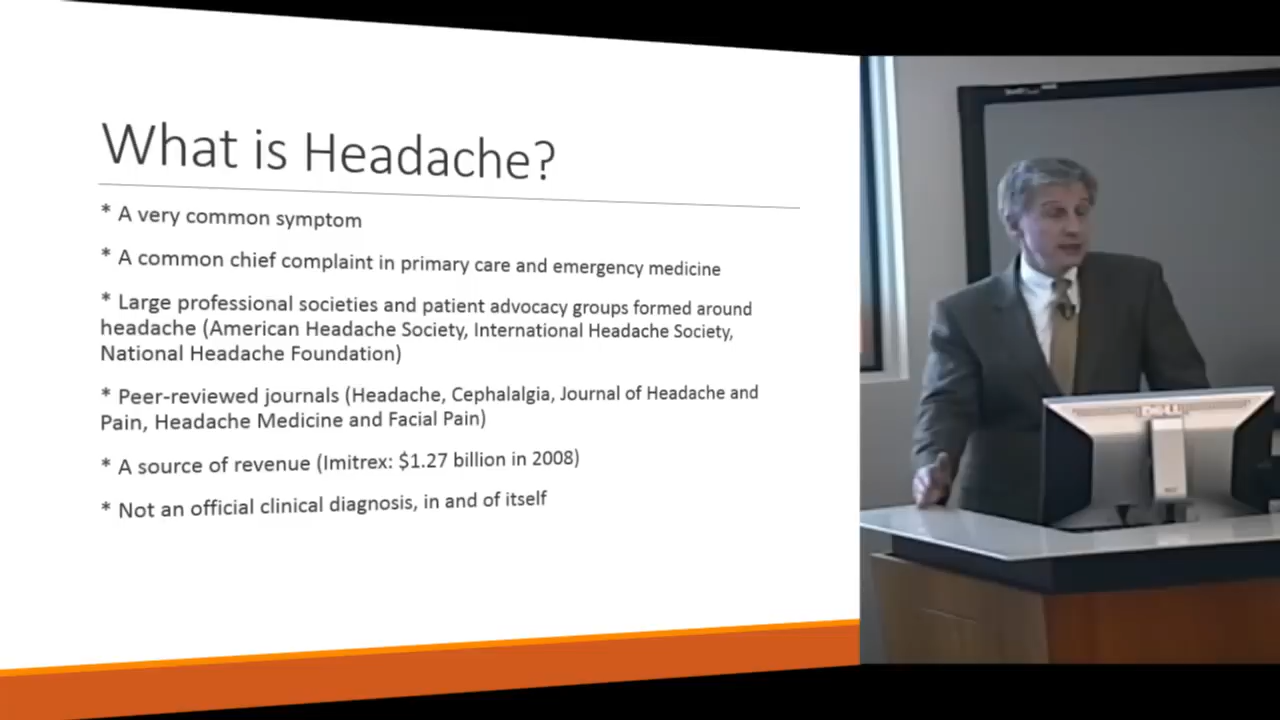 What is Headache?
* A very common symptom
* A common chief complaint in primary care and emergency medicine
* Large professional societies and patient advocacy groups formed around
headache (American Headache Society, International Headache Society,
National Headache Foundation)
* Peer-reviewed journals (Headache, Cephalalgia, Journal of Headache and
Pain, Headache Medicine and Facial Pain)
* A source of revenue (Imitrex: $1.27 billion in 2008)
* Not an official clinical diagnosis, in and of itself
DELL